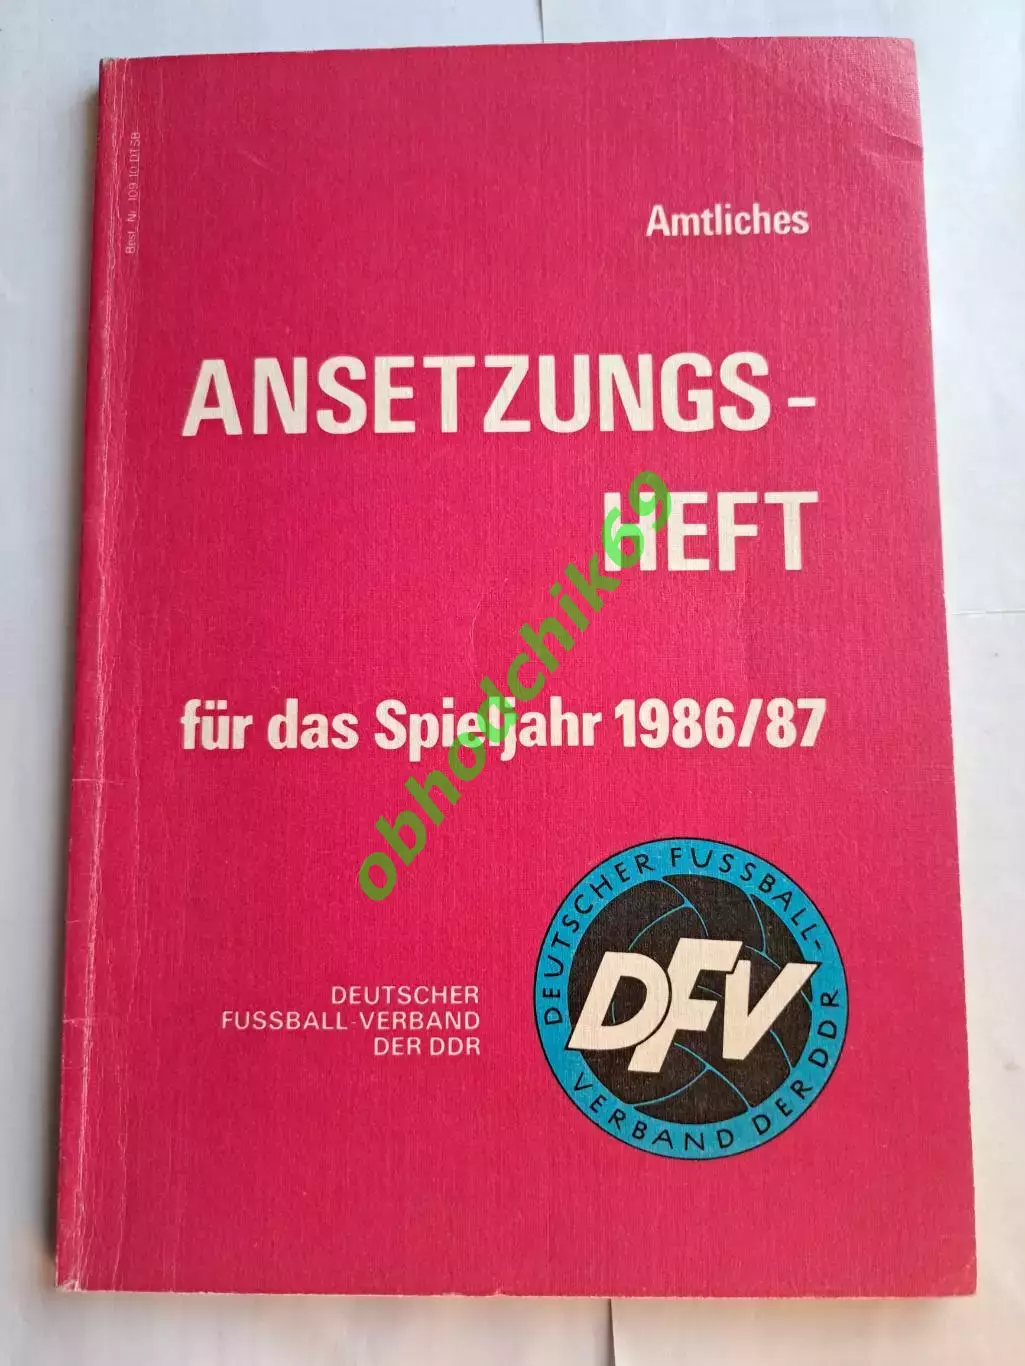 Best. Nr. 109 10 DTSB
Amtliches
ANSETZUNGS-
HEFT
für das Spieljahr 1986/87
obhodchik69
DEUTSCHER
FUSSBALL-VERBAND
DER DDR
DEUTSCHER FUSSBALL-
VERBAND DER DDR
DFV